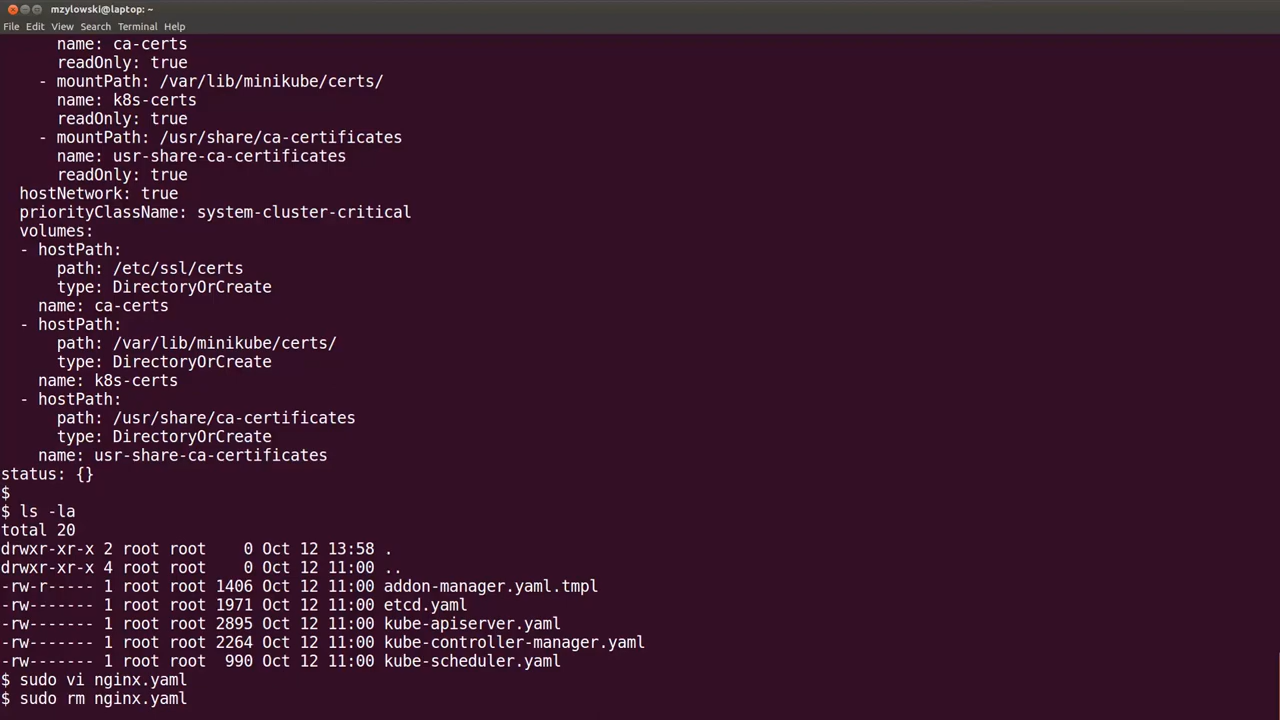 mzylowski@laptop: ~
File Edit View Search Terminal Help
      name: ca-certs
      readOnly: true
    - mountPath: /var/lib/minikube/certs/
      name: k8s-certs
      readOnly: true
    - mountPath: /usr/share/ca-certificates
      name: usr-share-ca-certificates
      readOnly: true
  hostNetwork: true
  priorityClassName: system-cluster-critical
  volumes:
  - hostPath:
      path: /etc/ssl/certs
      type: DirectoryOrCreate
    name: ca-certs
  - hostPath:
      path: /var/lib/minikube/certs/
      type: DirectoryOrCreate
    name: k8s-certs
  - hostPath:
      path: /usr/share/ca-certificates
      type: DirectoryOrCreate
    name: usr-share-ca-certificates
status: {}
$
$ ls -la
total 20
drwxr-xr-x 2 root root    0 Oct 12 13:58 .
drwxr-xr-x 4 root root    0 Oct 12 11:00 ..
-rw-r----- 1 root root 1406 Oct 12 11:00 addon-manager.yaml.tmpl
-rw------- 1 root root 1971 Oct 12 11:00 etcd.yaml
-rw------- 1 root root 2895 Oct 12 11:00 kube-apiserver.yaml
-rw------- 1 root root 2264 Oct 12 11:00 kube-controller-manager.yaml
-rw------- 1 root root  990 Oct 12 11:00 kube-scheduler.yaml
$ sudo vi nginx.yaml
$ sudo rm nginx.yaml